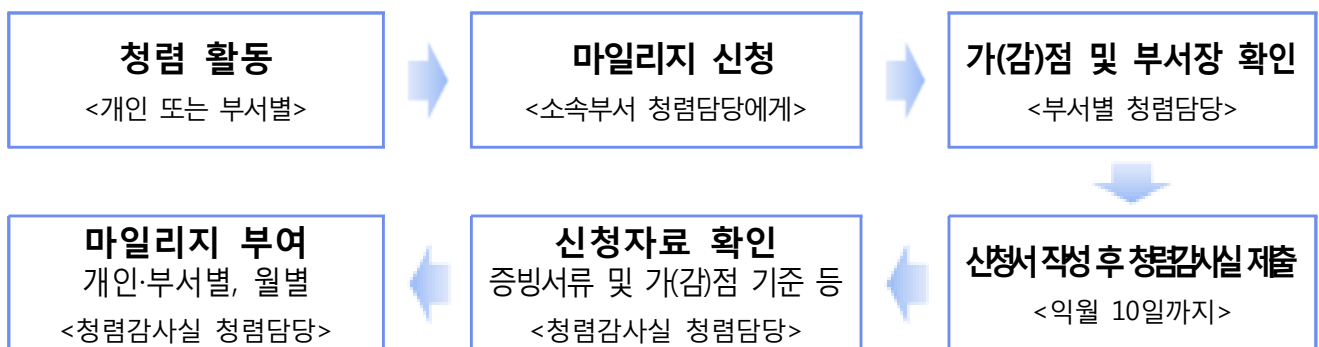 청렴 활동
<개인 또는 부서별>
마일리지 신청
<소속부서 청렴담당에게>
가(감)점 및 부서장 확인
<부서별 청렴담당>
신청서 작성 후 청렴감사실 제출
<익월 10일까지>
신청자료 확인
증빙서류 및 가(감)점 기준 등
<청렴감사실 청렴담당>
마일리지 부여
개인·부서별, 월별
<청렴감사실 청렴담당>